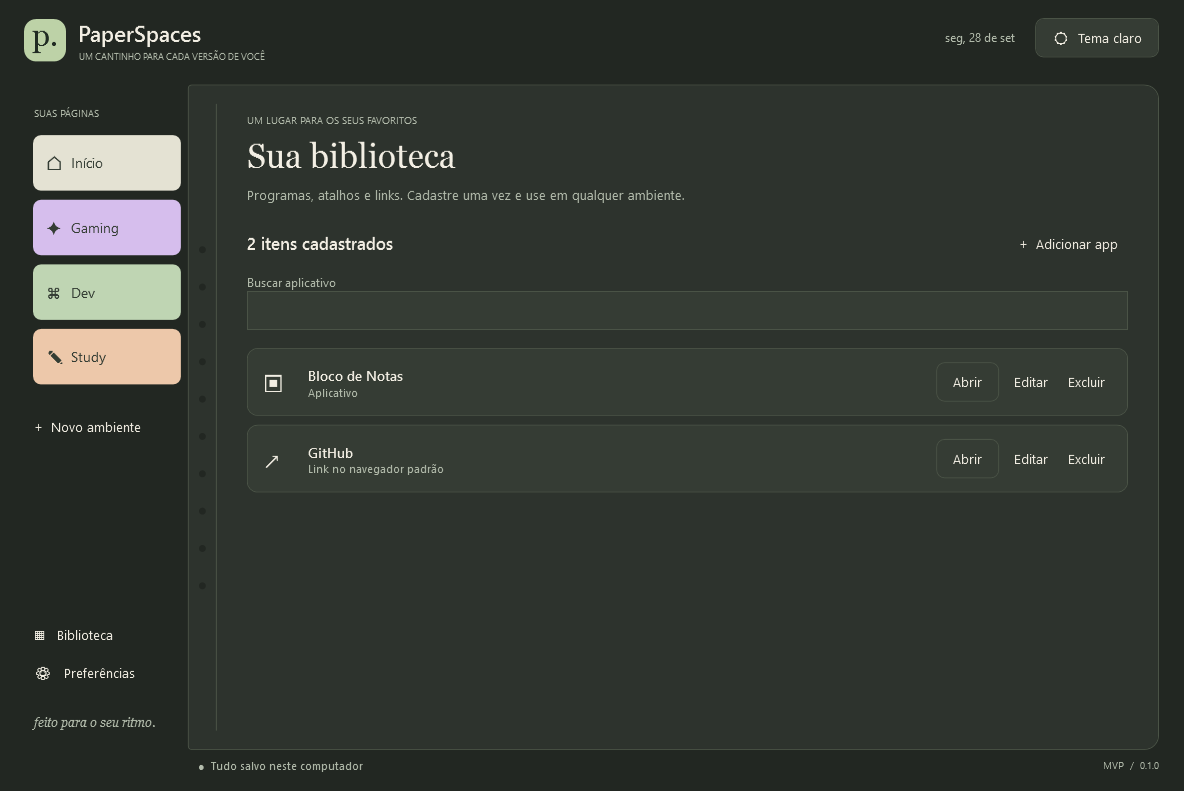 p.
PaperSpaces
UM CANTINHO PARA CADA VERSÃO DE VOCÊ
seg, 28 de set
Tema claro
SUAS PÁGINAS
Início
Gaming
Dev
Study
+ Novo ambiente
Biblioteca
Preferências
feito para o seu ritmo.
UM LUGAR PARA OS SEUS FAVORITOS
Sua biblioteca
Programas, atalhos e links. Cadastre uma vez e use em qualquer ambiente.
2 itens cadastrados
+ Adicionar app
Buscar aplicativo
Bloco de Notas
Aplicativo
Abrir Editar Excluir
GitHub
Link no navegador padrão
Abrir Editar Excluir
Tudo salvo neste computador
MVP / 0.1.0